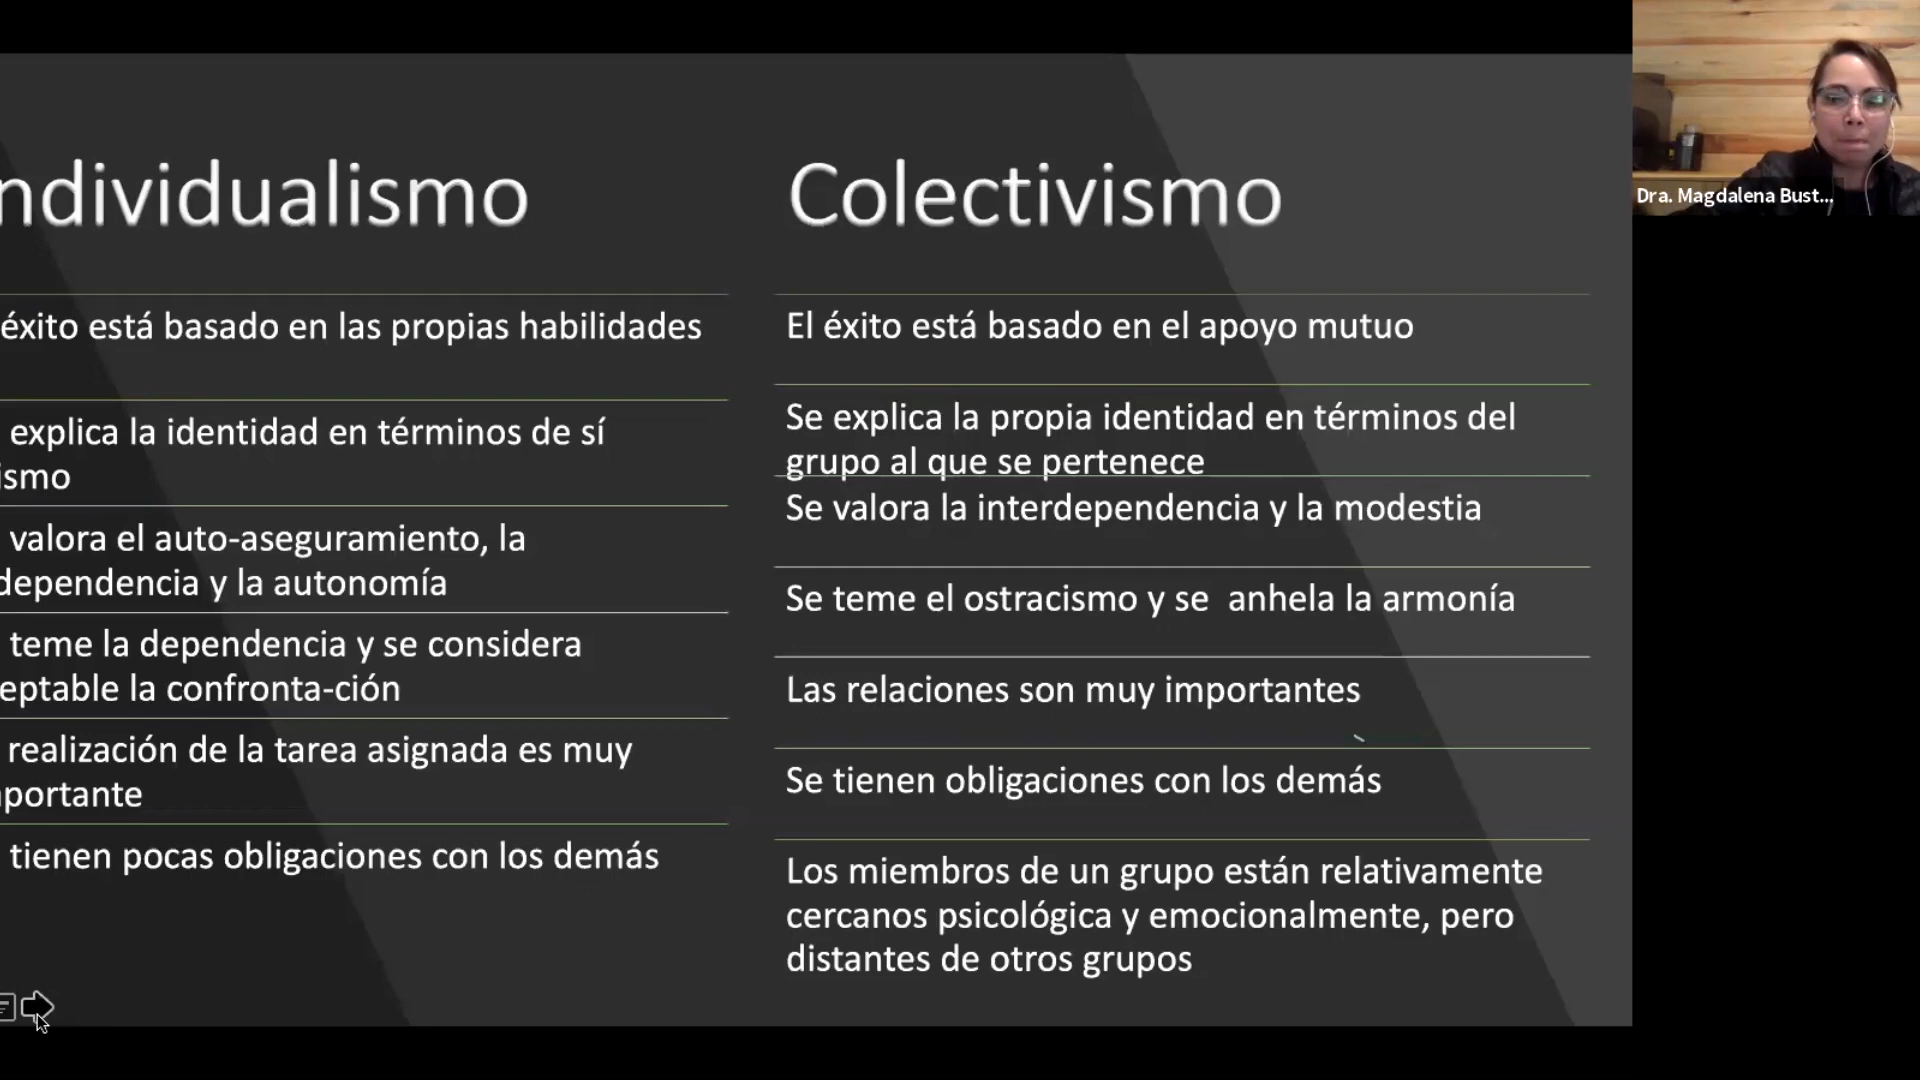 ndividualismo
éxito está basado en las propias habilidades
explica la identidad en términos de sí
ismo
valora el auto-aseguramiento, la
dependencia y la autonomía
teme la dependencia y se considera
eptable la confronta-ción
realización de la tarea asignada es muy
portante
tienen pocas obligaciones con los demás
Colectivismo
El éxito está basado en el apoyo mutuo
Se explica la propia identidad en términos del
grupo al que se pertenece
Se valora la interdependencia y la modestia
Se teme el ostracismo y se anhela la armonía
Las relaciones son muy importantes
Se tienen obligaciones con los demás
Los miembros de un grupo están relativamente
cercanos psicológica y emocionalmente, pero
distantes de otros grupos
Dra. Magdalena Bust...